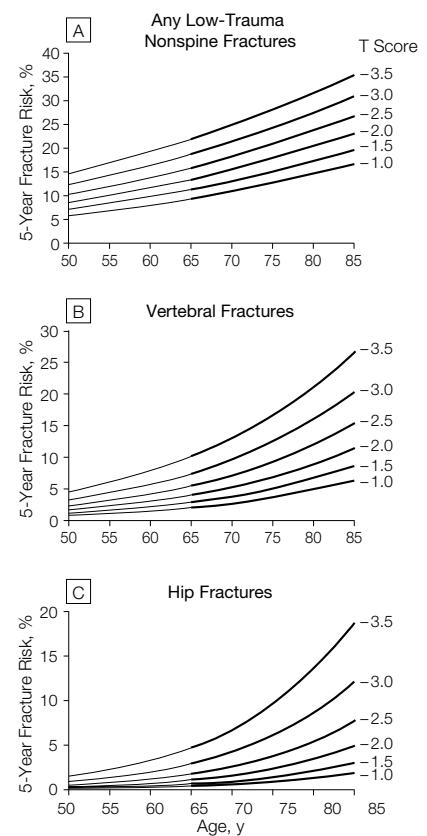 A
Any Low-Trauma
Nonspine Fractures
T Score
5-Year Fracture Risk, %
40
35
30
25
20
15
10
5
0
−3.5
−3.0
−2.5
−2.0
−1.5
−1.0
50 55 60 65 70 75 80 85
B
Vertebral Fractures
5-Year Fracture Risk, %
30
25
20
15
10
5
0
−3.5
−3.0
−2.5
−2.0
−1.5
−1.0
50 55 60 65 70 75 80 85
C
Hip Fractures
5-Year Fracture Risk, %
20
15
10
5
0
−3.5
−3.0
−2.5
−2.0
−1.5
−1.0
50 55 60 65 70 75 80 85
Age, y